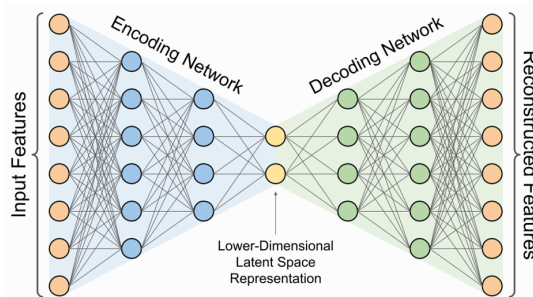 Encoding Network
Decoding Network
Input Features
Reconstructed Features
Lower-Dimensional
Latent Space
Representation